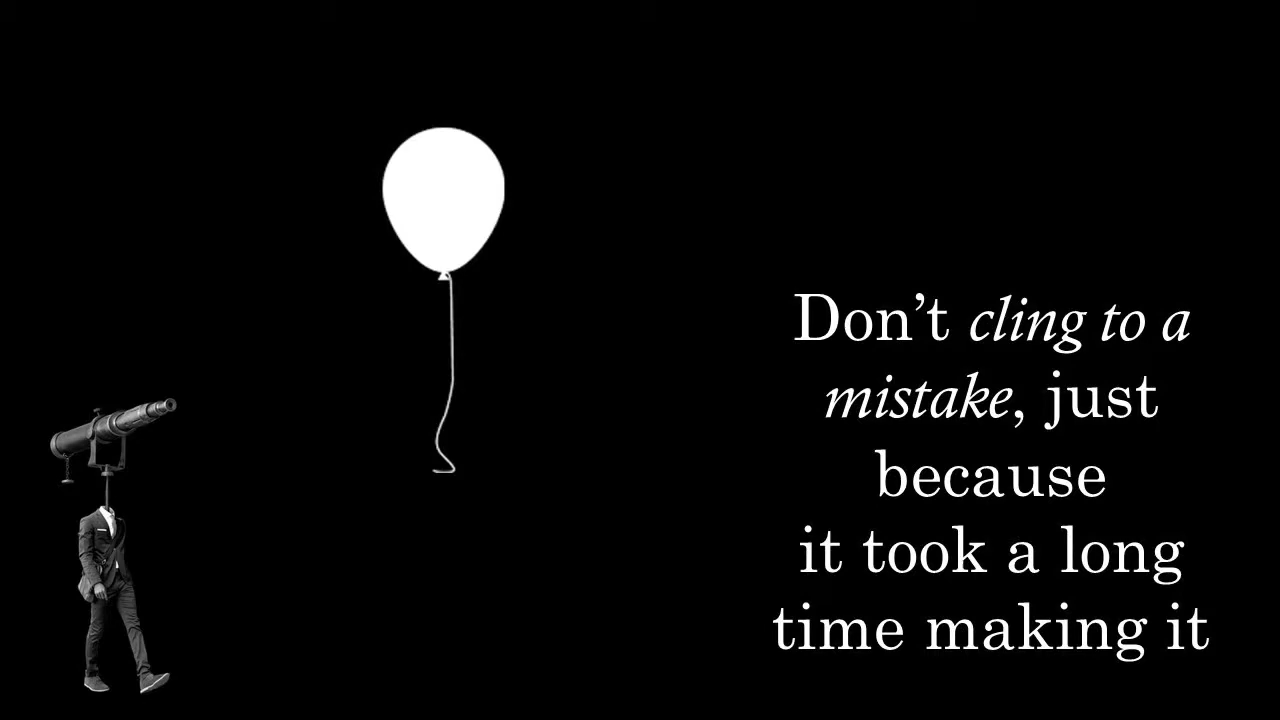 Don’t cling to a
mistake, just
because
it took a long
time making it